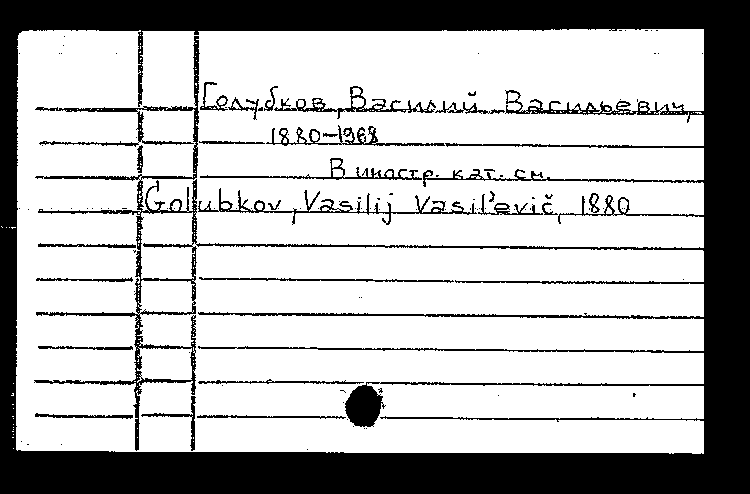 Голубков, Василий Васильевич,
1880-1968
В иностр. кат. см.
Golubkov, Vasilij Vasil'evič, 1880